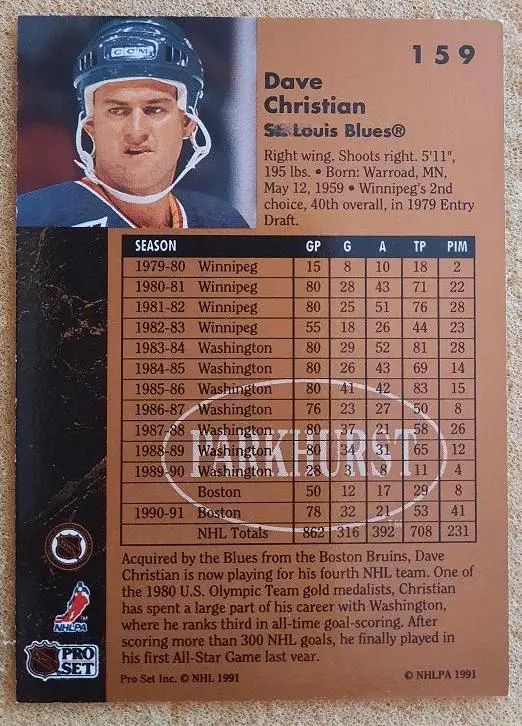 CCM
159
Dave
Christian
St. Louis Blues®
Right wing. Shoots right. 5'11",
195 lbs. • Born: Warroad, MN,
May 12, 1959 • Winnipeg's 2nd
choice, 40th overall, in 1979 Entry
Draft.
SEASON GP G A TP PIM
1979-80 Winnipeg 15 8 10 18 2
1980-81 Winnipeg 80 28 43 71 22
1981-82 Winnipeg 80 25 51 76 28
1982-83 Winnipeg 55 18 26 44 23
1983-84 Washington 80 29 52 81 28
1984-85 Washington 80 26 43 69 14
1985-86 Washington 80 41 42 83 15
1986-87 Washington 76 23 27 50 8
1987-88 Washington 80 37 21 58 26
1988-89 Washington 80 34 31 65 12
1989-90 Washington 28 3 8 11 4
Boston 50 12 17 29 8
1990-91 Boston 78 32 21 53 41
NHL Totals 862 316 392 708 231
PARKHURST
Acquired by the Blues from the Boston Bruins, Dave
Christian is now playing for his fourth NHL team. One of
the 1980 U.S. Olympic Team gold medalists, Christian
has spent a large part of his career with Washington,
where he ranks third in all-time goal-scoring. After
scoring more than 300 NHL goals, he finally played in
his first All-Star Game last year.
Pro Set Inc. © NHL 1991 © NHLPA 1991
NHL
NHLPA™
NHL PRO SET